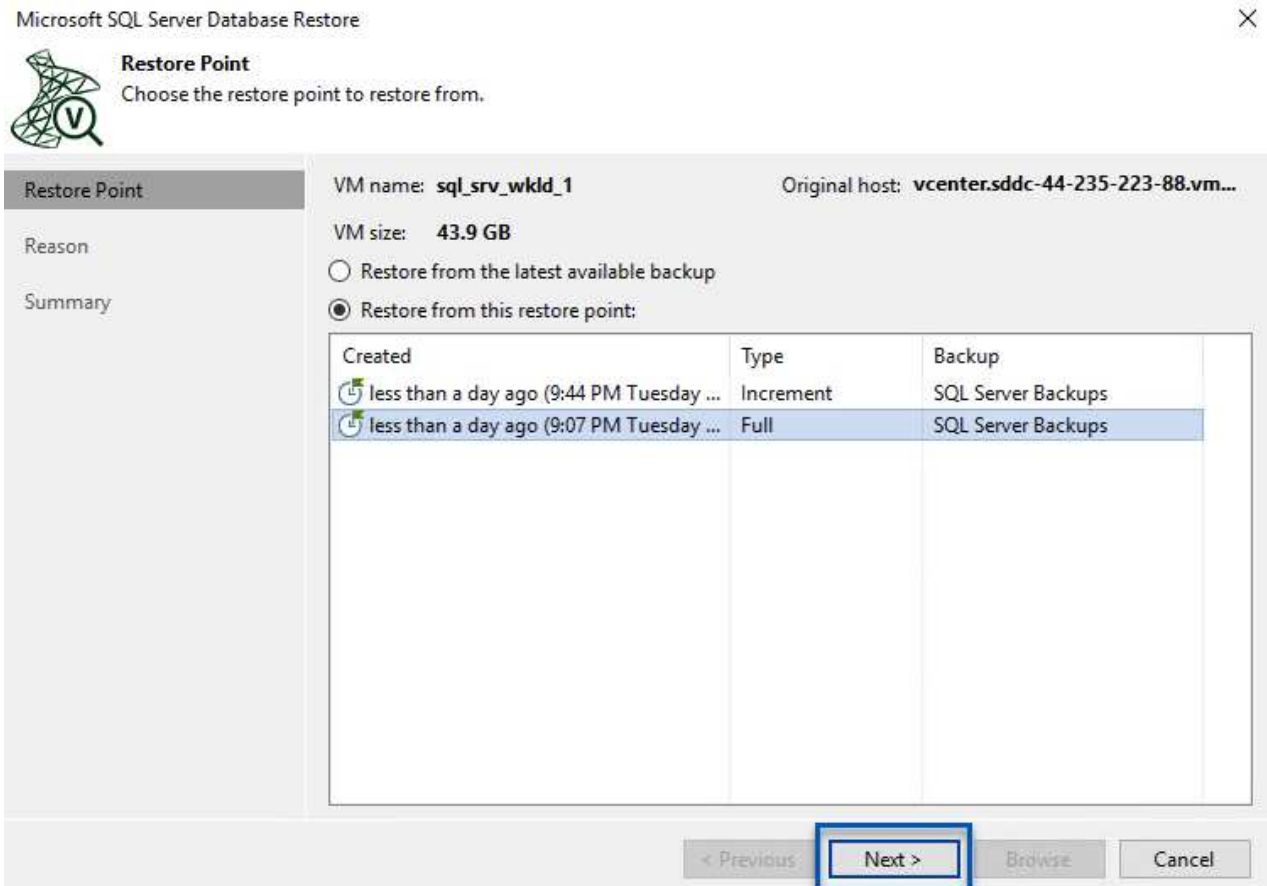 Microsoft SQL Server Database Restore
Restore Point
Choose the restore point to restore from.
V
Restore Point
Reason
Summary
VM name: sql_srv_wkld_1 Original host: vcenter.sddc-44-235-223-88.vm...
VM size: 43.9 GB
Restore from the latest available backup
Restore from this restore point:
Created Type Backup
less than a day ago (9:44 PM Tuesday ... Increment SQL Server Backups
less than a day ago (9:07 PM Tuesday ... Full SQL Server Backups
< Previous Next > Browse Cancel